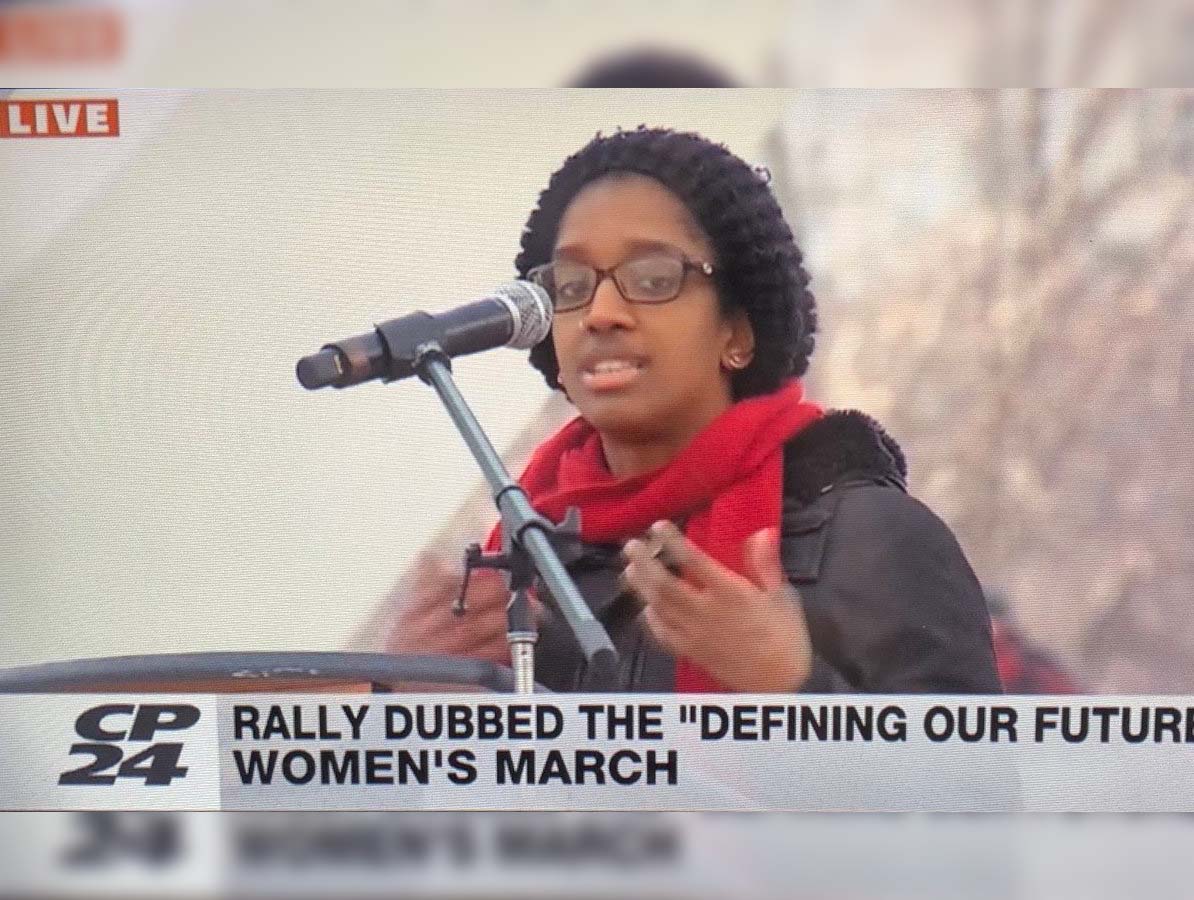 LIVE
CP
24
RALLY DUBBED THE "DEFINING OUR FUTURE
WOMEN'S MARCH